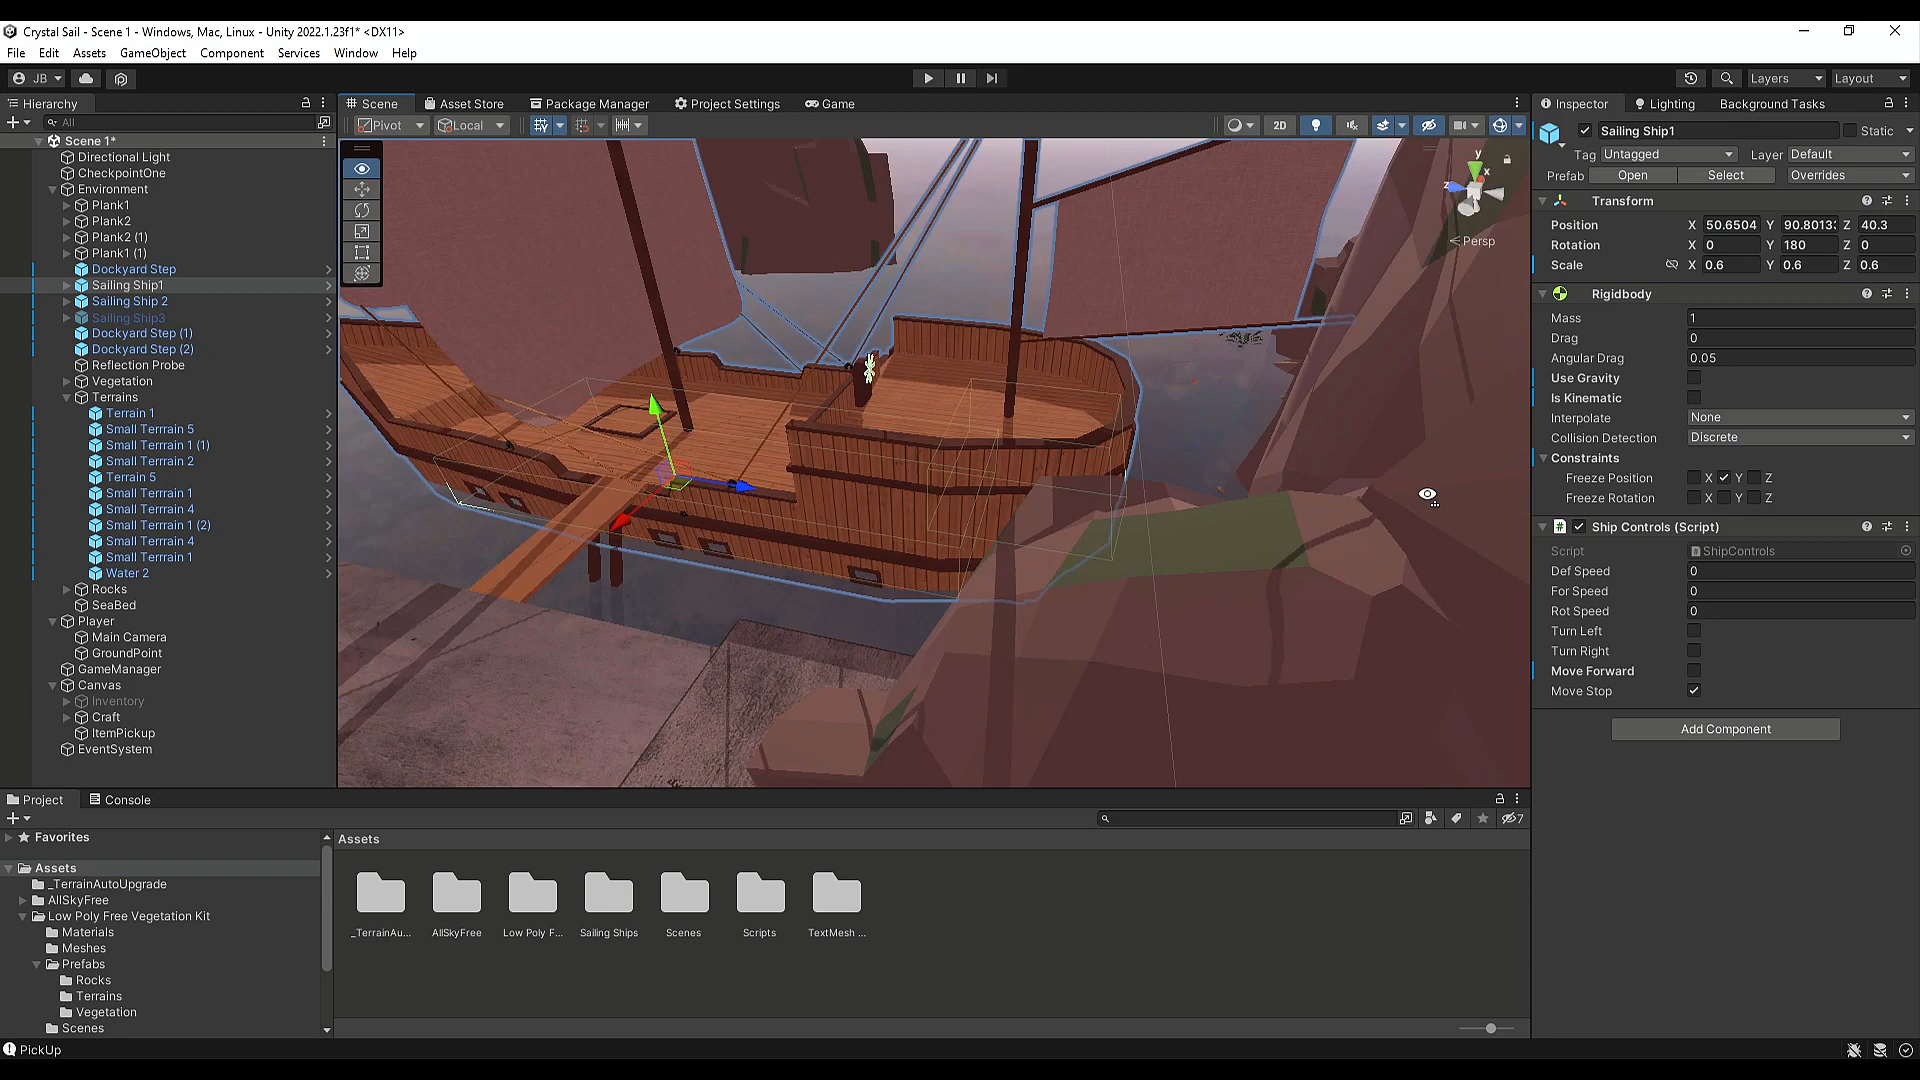 Crystal Sail - Scene 1 - Windows, Mac, Linux - Unity 2022.1.23f1* <DX11>
File Edit Assets GameObject Component Services Window Help
JB Layers Layout
Hierarchy
All
Scene 1*
Directional Light
CheckpointOne
Environment
Plank1
Plank2
Plank2 (1)
Plank1 (1)
Dockyard Step
Sailing Ship1
Sailing Ship 2
Sailing Ship3
Dockyard Step (1)
Dockyard Step (2)
Reflection Probe
Vegetation
Terrains
Terrain 1
Small Terrrain 5
Small Terrrain 1 (1)
Small Terrrain 2
Terrain 5
Small Terrrain 1
Small Terrrain 4
Small Terrrain 1 (2)
Small Terrrain 4
Small Terrrain 1
Water 2
Rocks
SeaBed
Player
Main Camera
GroundPoint
GameManager
Canvas
Inventory
Craft
ItemPickup
EventSystem
Scene Asset Store Package Manager Project Settings Game
Pivot Local 2D
y
x
z
Persp
Inspector Lighting Background Tasks
Sailing Ship1 Static
Tag Untagged Layer Default
Prefab Open Select Overrides
Transform
Position X 50.6504 Y 90.8013 Z 40.3
Rotation X 0 Y 180 Z 0
Scale X 0.6 Y 0.6 Z 0.6
Rigidbody
Mass 1
Drag 0
Angular Drag 0.05
Use Gravity
Is Kinematic
Interpolate None
Collision Detection Discrete
Constraints
Freeze Position X Y Z
Freeze Rotation X Y Z
# Ship Controls (Script)
Script ShipControls
Def Speed 0
For Speed 0
Rot Speed 0
Turn Left
Turn Right
Move Forward
Move Stop
Add Component
Project Console
7
Favorites
Assets
_TerrainAutoUpgrade
AllSkyFree
Low Poly Free Vegetation Kit
Materials
Meshes
Prefabs
Rocks
Terrains
Vegetation
Scenes
Assets
_TerrainAu... AllSkyFree Low Poly F... Sailing Ships Scenes Scripts TextMesh ...
PickUp